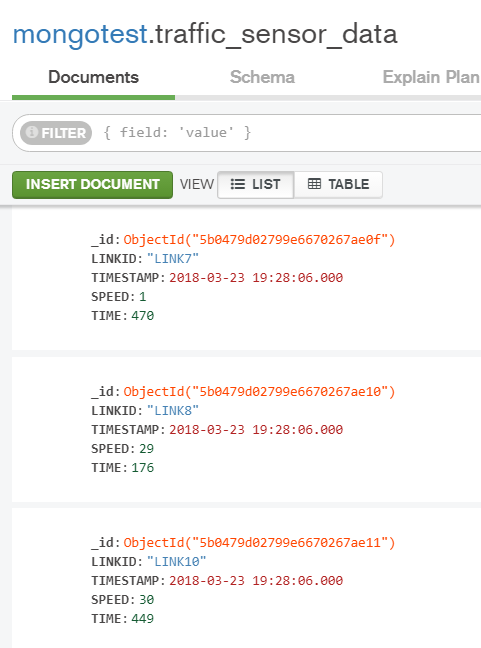 mongotest.traffic_sensor_data
Documents Schema Explain Plan
FILTER { field: 'value' }
INSERT DOCUMENT VIEW LIST TABLE
_id: ObjectId("5b0479d02799e6670267ae0f")
LINKID: "LINK7"
TIMESTAMP: 2018-03-23 19:28:06.000
SPEED: 1
TIME: 470
_id: ObjectId("5b0479d02799e6670267ae10")
LINKID: "LINK8"
TIMESTAMP: 2018-03-23 19:28:06.000
SPEED: 29
TIME: 176
_id: ObjectId("5b0479d02799e6670267ae11")
LINKID: "LINK10"
TIMESTAMP: 2018-03-23 19:28:06.000
SPEED: 30
TIME: 449